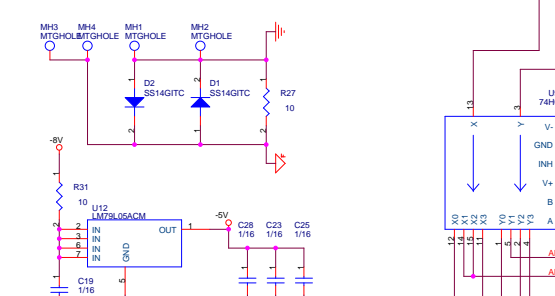 MH3 MH4 MH1 MH2
MTGHOLE MTGHOLE MTGHOLE MTGHOLE
D2 D1
SS14GITC SS14GITC R27
10
1 2 1
2 1 2
-8V
1
R31
10
2
U12
LM79L05ACM
2 IN OUT 1
3 IN
6 IN
7 IN
GND
5
-5V
C28 C23 C25
1/16 1/16 1/16
C19
1/16
13 3
X Y
V-
GND
INH
V+
B
A
X0 X1 X2 X3 Y0 Y1 Y2 Y3
12 14 15 11 1 5 2 4